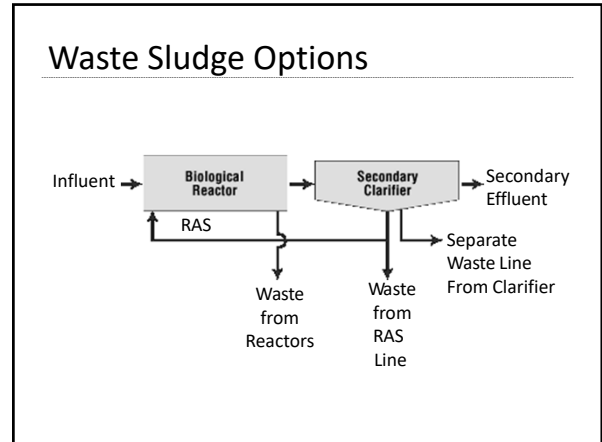 Waste Sludge Options
Influent
Biological
Reactor
Secondary
Clarifier
Secondary
Effluent
RAS
Separate
Waste Line
From Clarifier
Waste
from
Reactors
Waste
from
RAS
Line